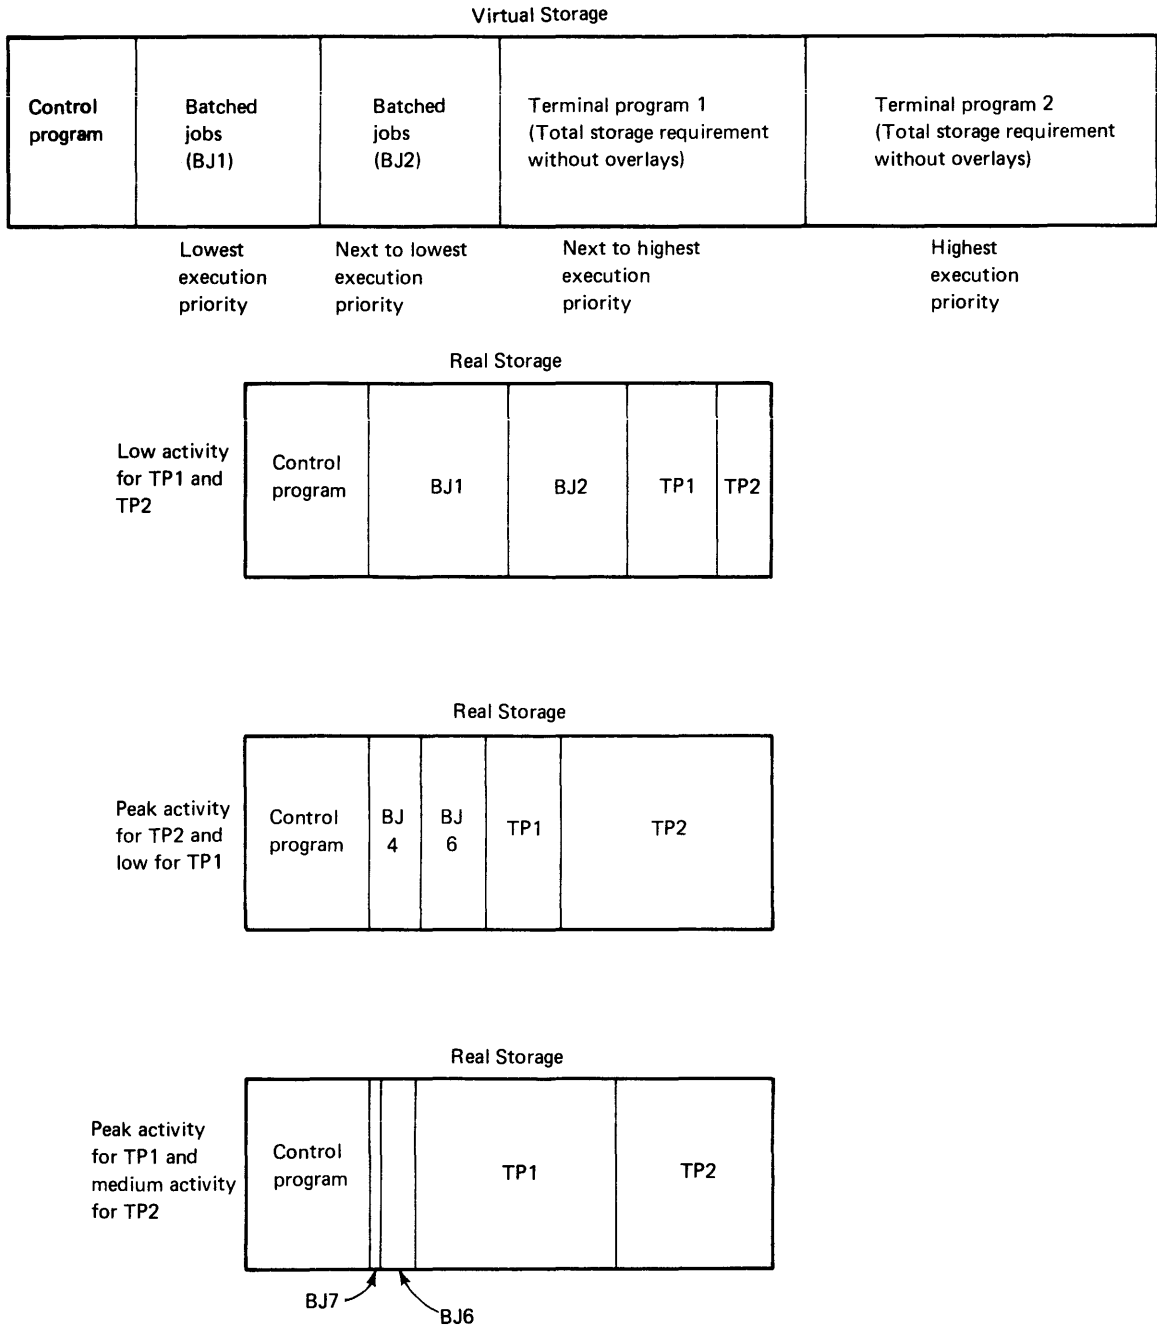 Virtual Storage
Control
program
Batched
jobs
(BJ1)
Batched
jobs
(BJ2)
Terminal program 1
(Total storage requirement
without overlays)
Terminal program 2
(Total storage requirement
without overlays)
Lowest
execution
priority
Next to lowest
execution
priority
Next to highest
execution
priority
Highest
execution
priority
Real Storage
Low activity
for TP1 and
TP2
Control
program
BJ1
BJ2
TP1
TP2
Real Storage
Peak activity
for TP2 and
low for TP1
Control
program
BJ
4
BJ
6
TP1
TP2
Real Storage
Peak activity
for TP1 and
medium activity
for TP2
Control
program
TP1
TP2
BJ7
BJ6